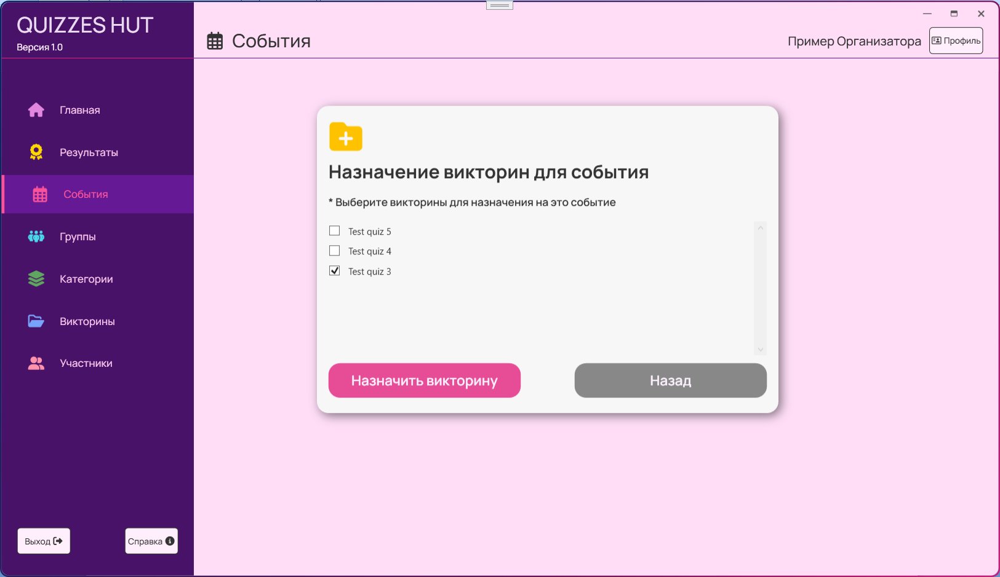 QUIZZES HUT
Версия 1.0
События
Пример Организатора
Профиль
Главная
Результаты
События
Группы
Категории
Викторины
Участники
Выход
Справка
Назначение викторин для события
* Выберите викторины для назначения на это событие
Test quiz 5
Test quiz 4
Test quiz 3
Назначить викторину
Назад